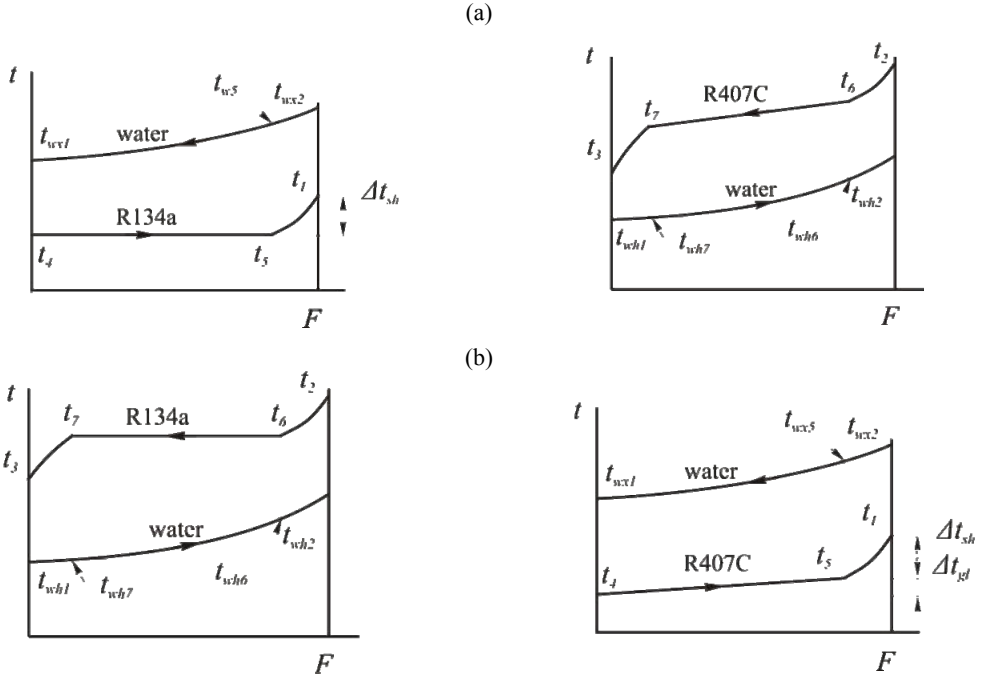 (a)
t
t_w5
t_wx2
t_wx1
water
t_1
Δt_sh
R134a
t_4
t_5
F
t
t_2
R407C
t_6
t_7
t_3
water
t_wh2
t_wh1
t_wh7
t_wh6
F
(b)
t
t_2
t_7
R134a
t_6
t_3
water
t_wh2
t_wh1
t_wh7
t_wh6
F
t
t_wx5
t_wx2
t_wx1
water
t_1
Δt_sh
t_4
R407C
t_5
Δt_gl
F